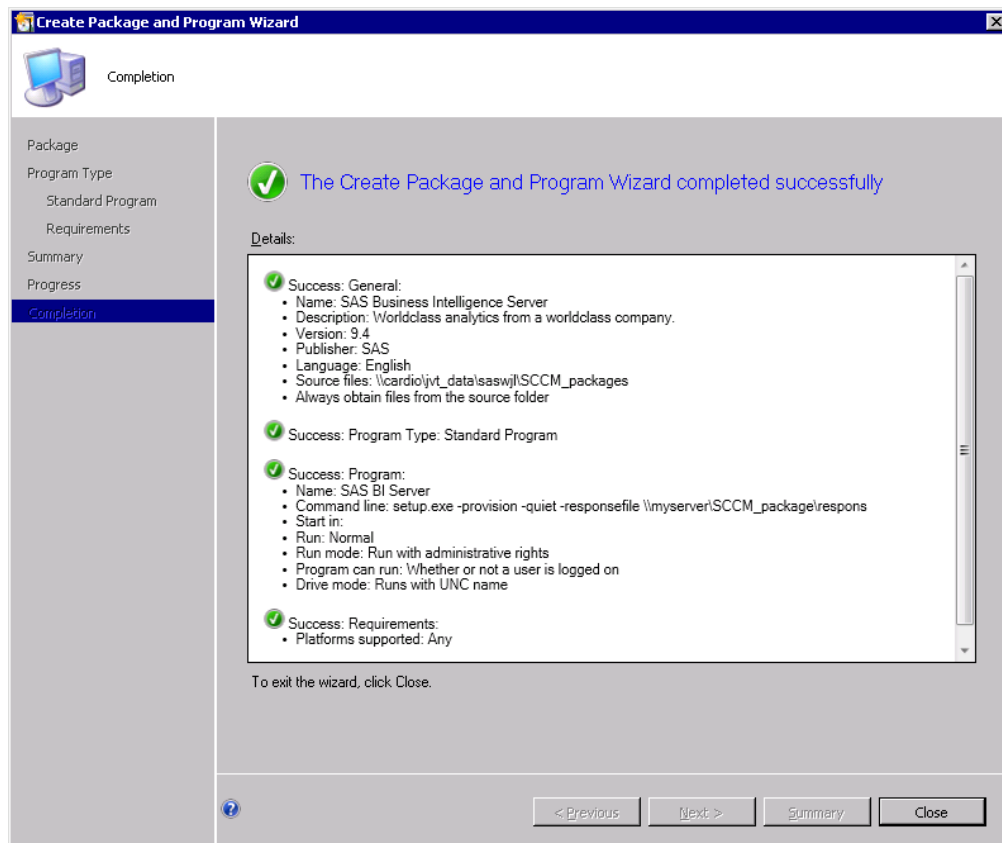 Create Package and Program Wizard
Completion
Package
Program Type
Standard Program
Requirements
Summary
Progress
Completion
The Create Package and Program Wizard completed successfully
Details:
Success: General:
• Name: SAS Business Intelligence Server
• Description: Worldclass analytics from a worldclass company.
• Version: 9.4
• Publisher: SAS
• Language: English
• Source files: \\cardio\jvt_data\saswjl\SCCM_packages
• Always obtain files from the source folder
Success: Program Type: Standard Program
Success: Program:
• Name: SAS BI Server
• Command line: setup.exe -provision -quiet -responsefile \\myserver\SCCM_package\respons
• Start in:
• Run: Normal
• Run mode: Run with administrative rights
• Program can run: Whether or not a user is logged on
• Drive mode: Runs with UNC name
Success: Requirements:
• Platforms supported: Any
To exit the wizard, click Close.
< Previous Next > Summary Close